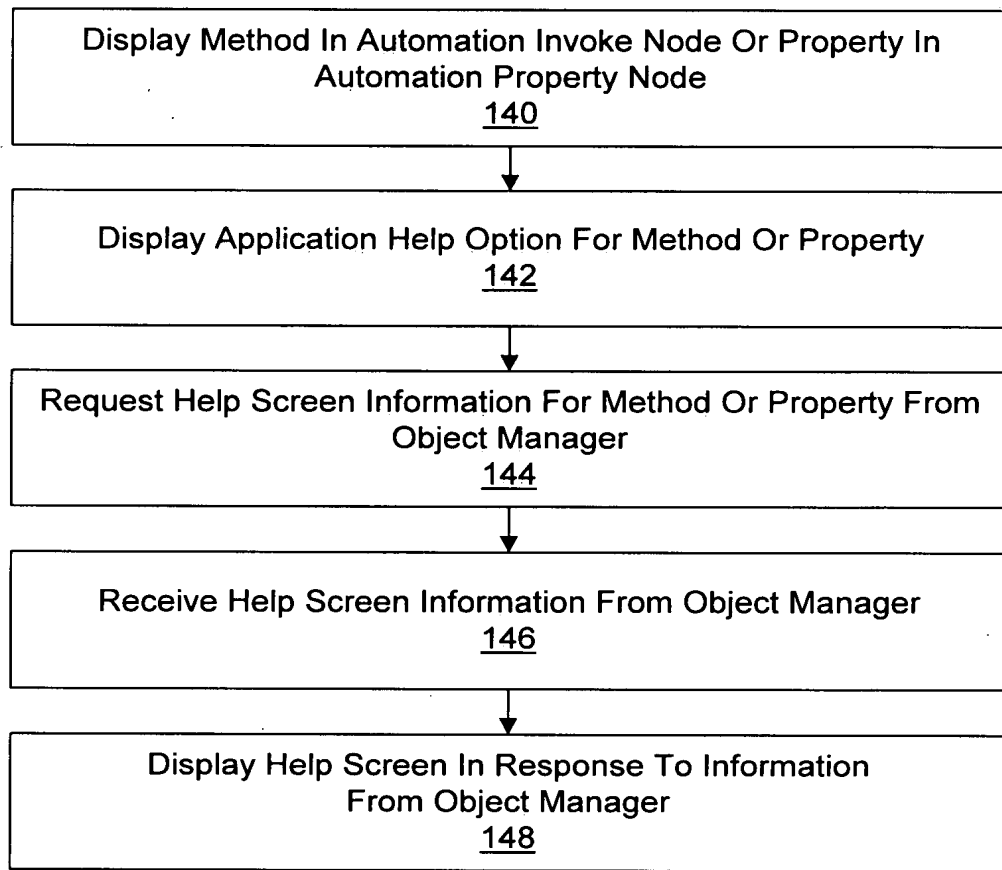 Display Method In Automation Invoke Node Or Property In
Automation Property Node
140
Display Application Help Option For Method Or Property
142
Request Help Screen Information For Method Or Property From
Object Manager
144
Receive Help Screen Information From Object Manager
146
Display Help Screen In Response To Information
From Object Manager
148